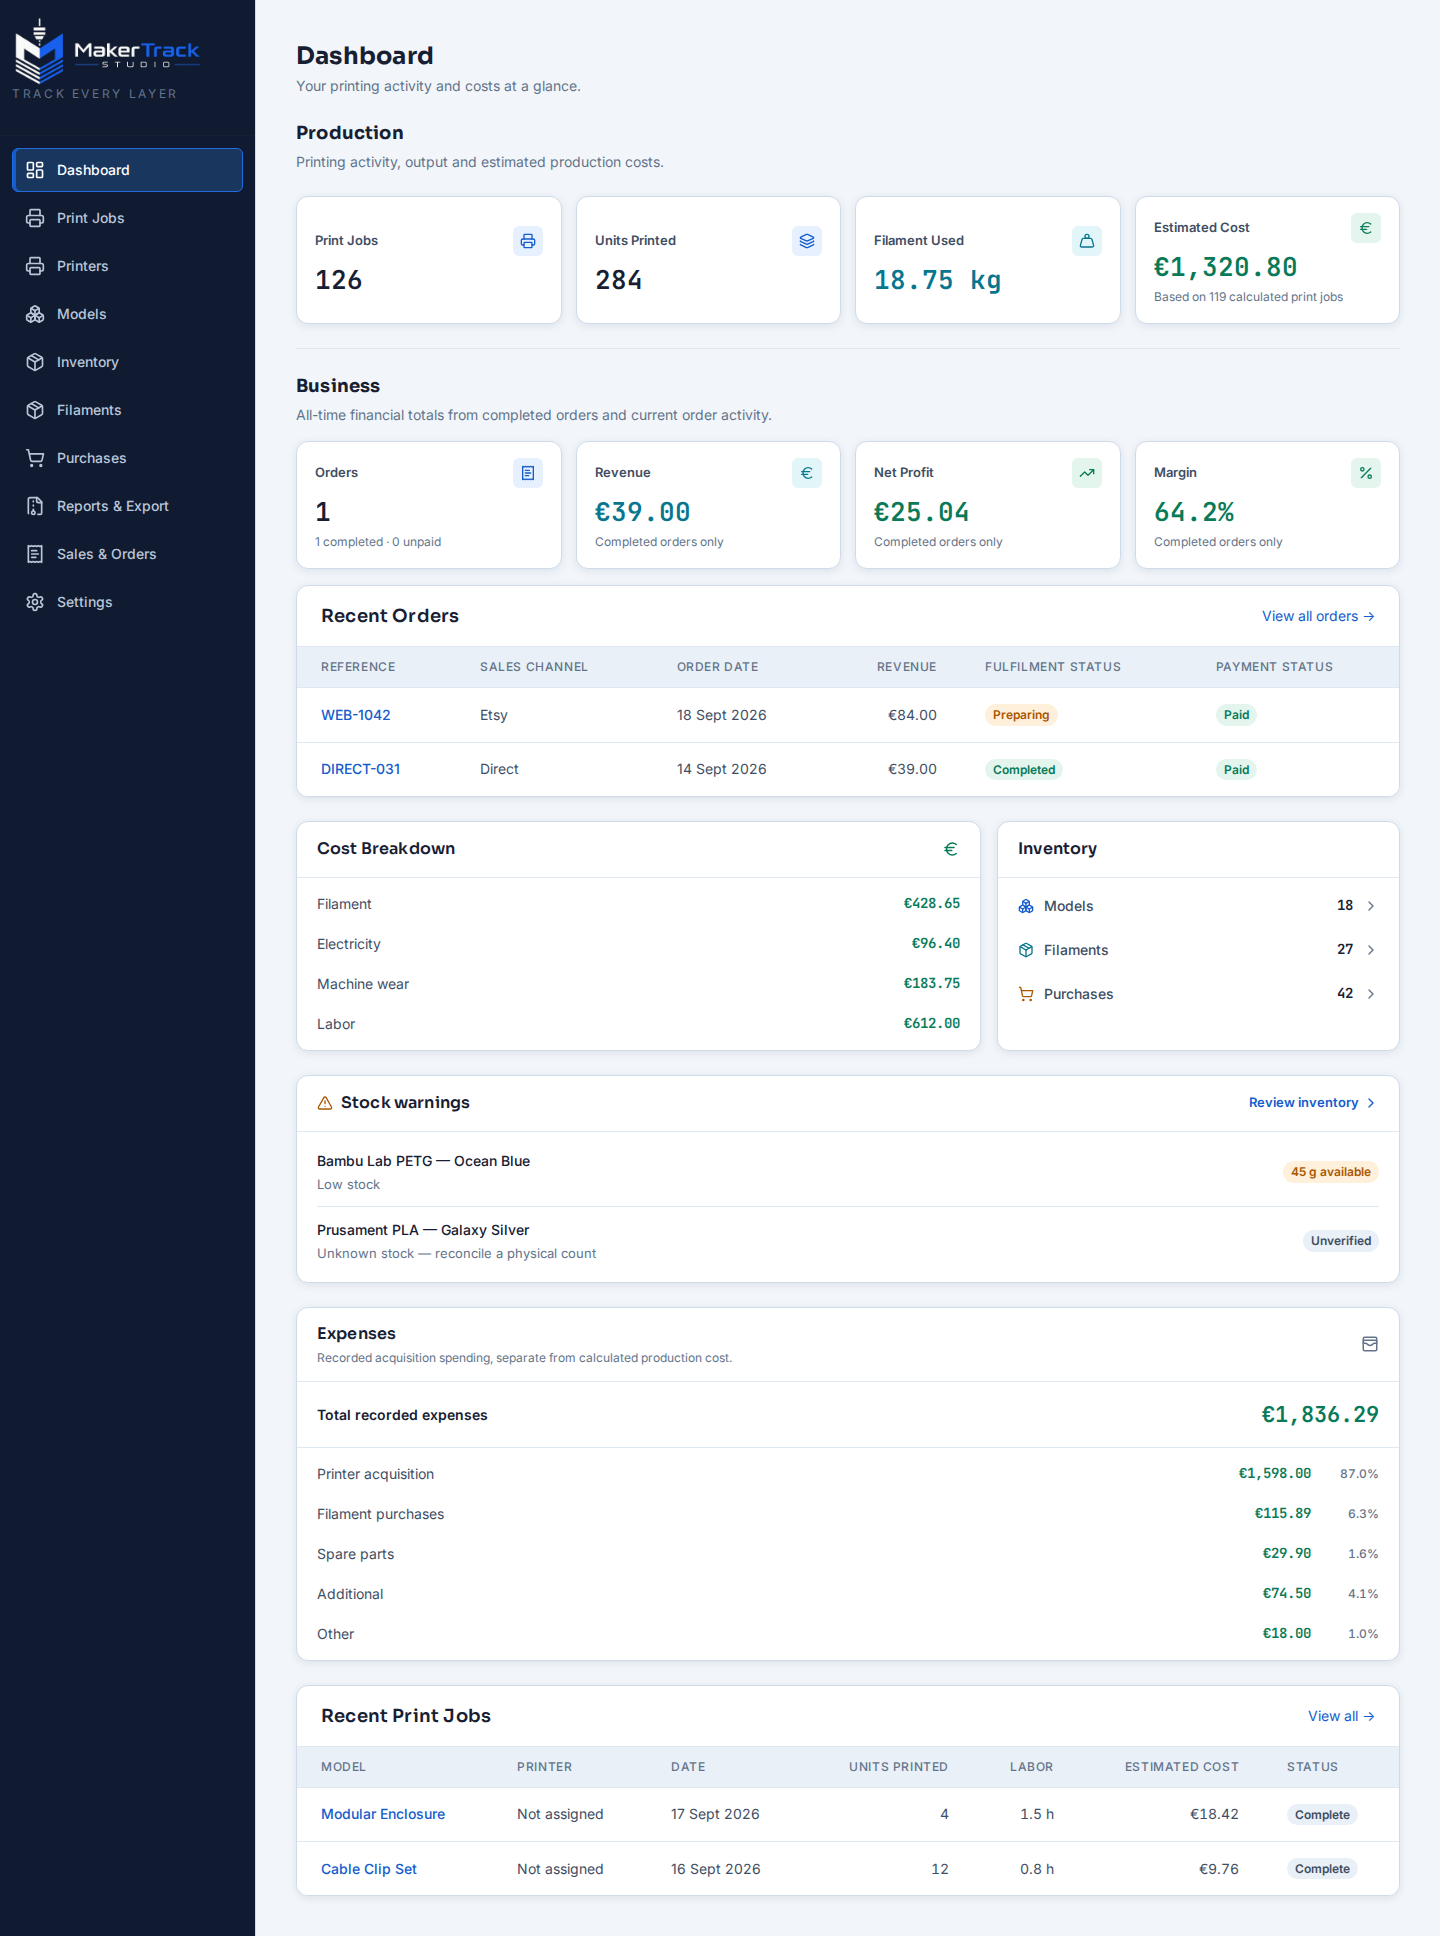 MakerTrack
STUDIO
TRACK EVERY LAYER
Dashboard
Print Jobs
Printers
Models
Inventory
Filaments
Purchases
Reports & Export
Sales & Orders
Settings
Dashboard
Your printing activity and costs at a glance.
Production
Printing activity, output and estimated production costs.
Print Jobs
126
Units Printed
284
Filament Used
18.75 kg
Estimated Cost
€1,320.80
Based on 119 calculated print jobs
Business
All-time financial totals from completed orders and current order activity.
Orders
1
1 completed · 0 unpaid
Revenue
€39.00
Completed orders only
Net Profit
€25.04
Completed orders only
Margin
64.2%
Completed orders only
Recent Orders
View all orders →
REFERENCE SALES CHANNEL ORDER DATE REVENUE FULFILMENT STATUS PAYMENT STATUS
WEB-1042 Etsy 18 Sept 2026 €84.00 Preparing Paid
DIRECT-031 Direct 14 Sept 2026 €39.00 Completed Paid
Cost Breakdown
Filament €428.65
Electricity €96.40
Machine wear €183.75
Labor €612.00
Inventory
Models 18
Filaments 27
Purchases 42
Stock warnings
Review inventory
Bambu Lab PETG — Ocean Blue
Low stock
45 g available
Prusament PLA — Galaxy Silver
Unknown stock — reconcile a physical count
Unverified
Expenses
Recorded acquisition spending, separate from calculated production cost.
Total recorded expenses €1,836.29
Printer acquisition €1,598.00 87.0%
Filament purchases €115.89 6.3%
Spare parts €29.90 1.6%
Additional €74.50 4.1%
Other €18.00 1.0%
Recent Print Jobs
View all →
MODEL PRINTER DATE UNITS PRINTED LABOR ESTIMATED COST STATUS
Modular Enclosure Not assigned 17 Sept 2026 4 1.5 h €18.42 Complete
Cable Clip Set Not assigned 16 Sept 2026 12 0.8 h €9.76 Complete